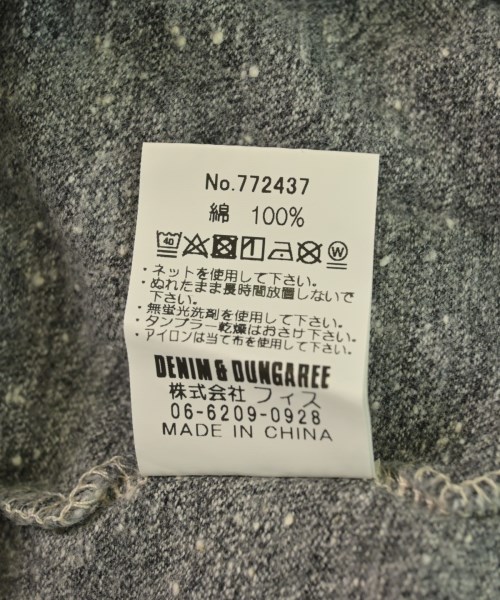 No.772437
綿 100%
40 W
・ネットを使用して下さい。
・ぬれたまま長時間放置しないで
下さい。
・無蛍光洗剤を使用して下さい。
・タンブラー乾燥はおさけ下さい。
・アイロンは当て布を使用して下さい。
DENIM & DUNGAREE
株式会社 フィス
06-6209-0928
MADE IN CHINA